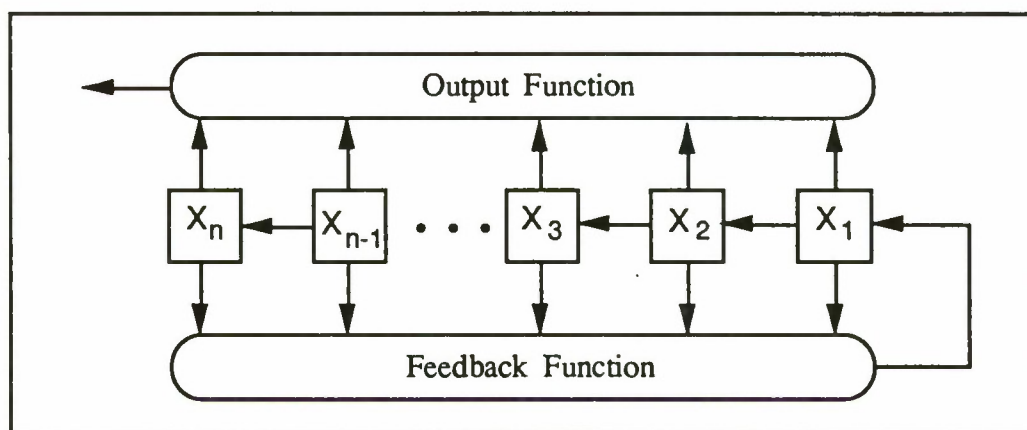 Output Function
Xn Xn-1 • • • X3 X2 X1
Feedback Function